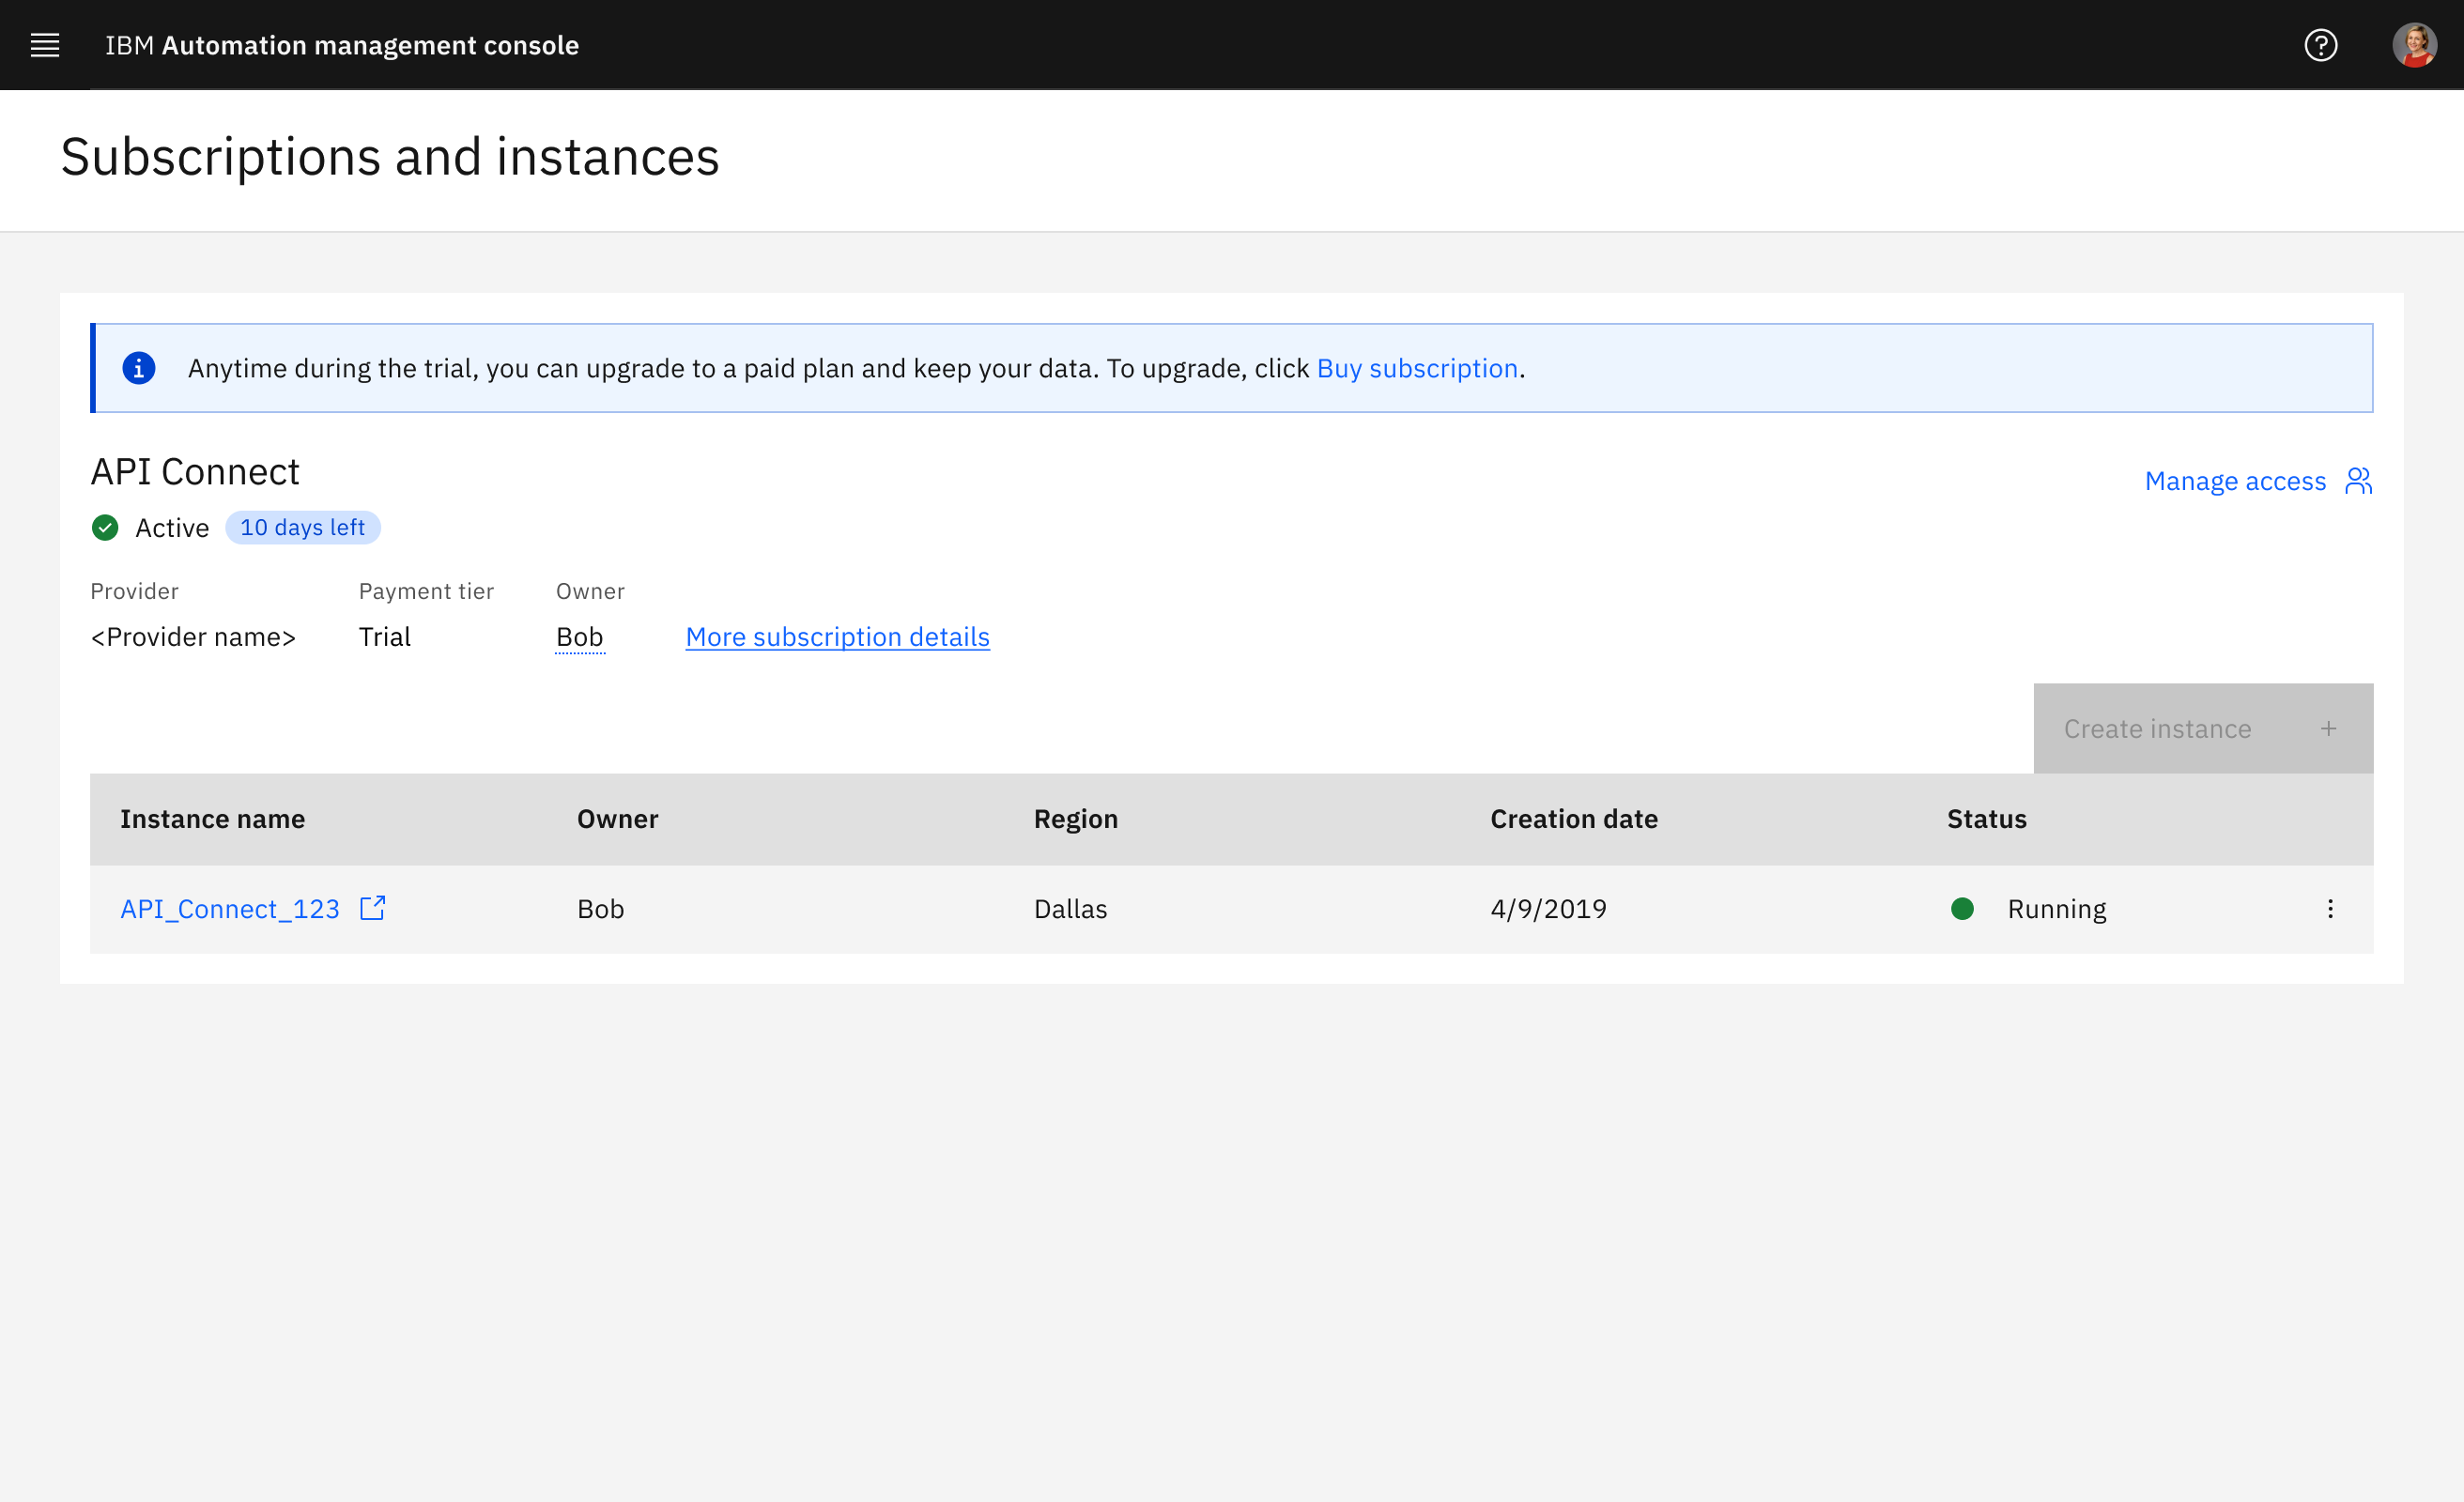 IBM Automation management console
Subscriptions and instances
Anytime during the trial, you can upgrade to a paid plan and keep your data. To upgrade, click Buy subscription.
API Connect
Manage access
Active 10 days left
Provider Payment tier Owner
<Provider name> Trial Bob More subscription details
Create instance +
Instance name Owner Region Creation date Status
API_Connect_123 Bob Dallas 4/9/2019 Running